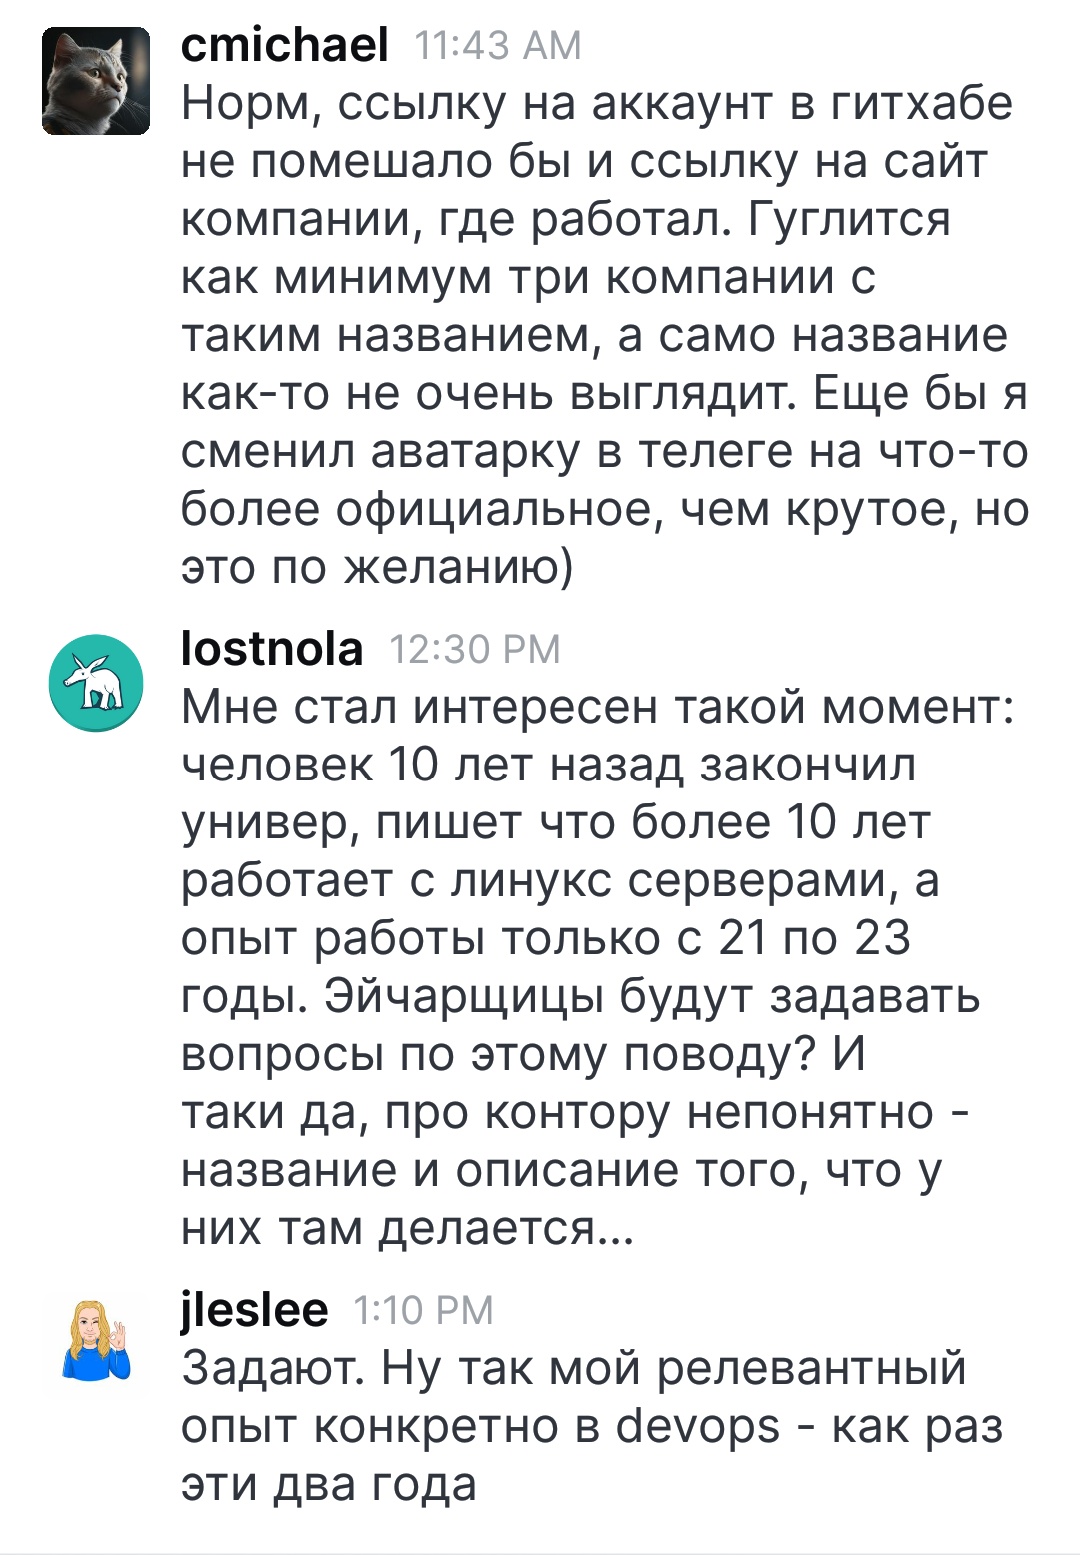 cmichael 11:43 AM
Норм, ссылку на аккаунт в гитхабе
не помешало бы и ссылку на сайт
компании, где работал. Гуглится
как минимум три компании с
таким названием, а само название
как-то не очень выглядит. Еще бы я
сменил аватарку в телеге на что-то
более официальное, чем крутое, но
это по желанию)
lostnola 12:30 PM
Мне стал интересен такой момент:
человек 10 лет назад закончил
универ, пишет что более 10 лет
работает с линукс серверами, а
опыт работы только с 21 по 23
годы. Эйчарщицы будут задавать
вопросы по этому поводу? И
таки да, про контору непонятно -
название и описание того, что у
них там делается...
jleslee 1:10 PM
Задают. Ну так мой релевантный
опыт конкретно в devops - как раз
эти два года